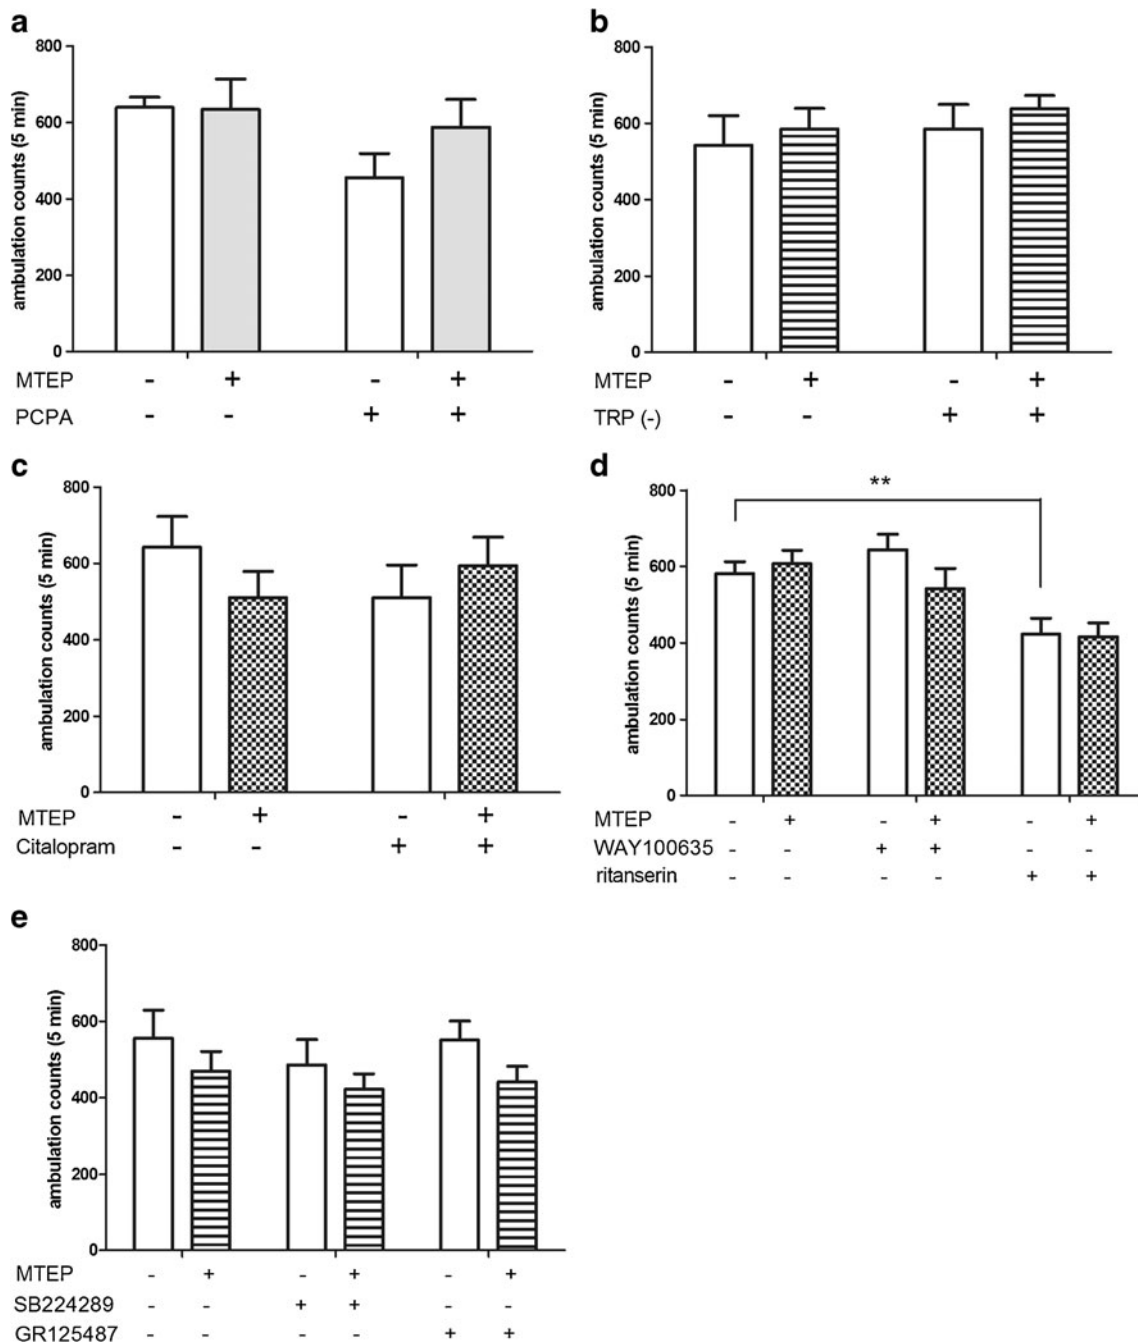 a
ambulation counts (5 min)
800
600
400
200
0
MTEP - + - +
PCPA - - + +
b
ambulation counts (5 min)
800
600
400
200
0
MTEP - + - +
TRP (-) - - + +
c
ambulation counts (5 min)
800
600
400
200
0
MTEP - + - +
Citalopram - - + +
d
**
ambulation counts (5 min)
800
600
400
200
0
MTEP - + - + - +
WAY100635 - - + + - -
ritanserin - - - - + +
e
ambulation counts (5 min)
800
600
400
200
0
MTEP - + - + - +
SB224289 - - + + - -
GR125487 - - - - + +